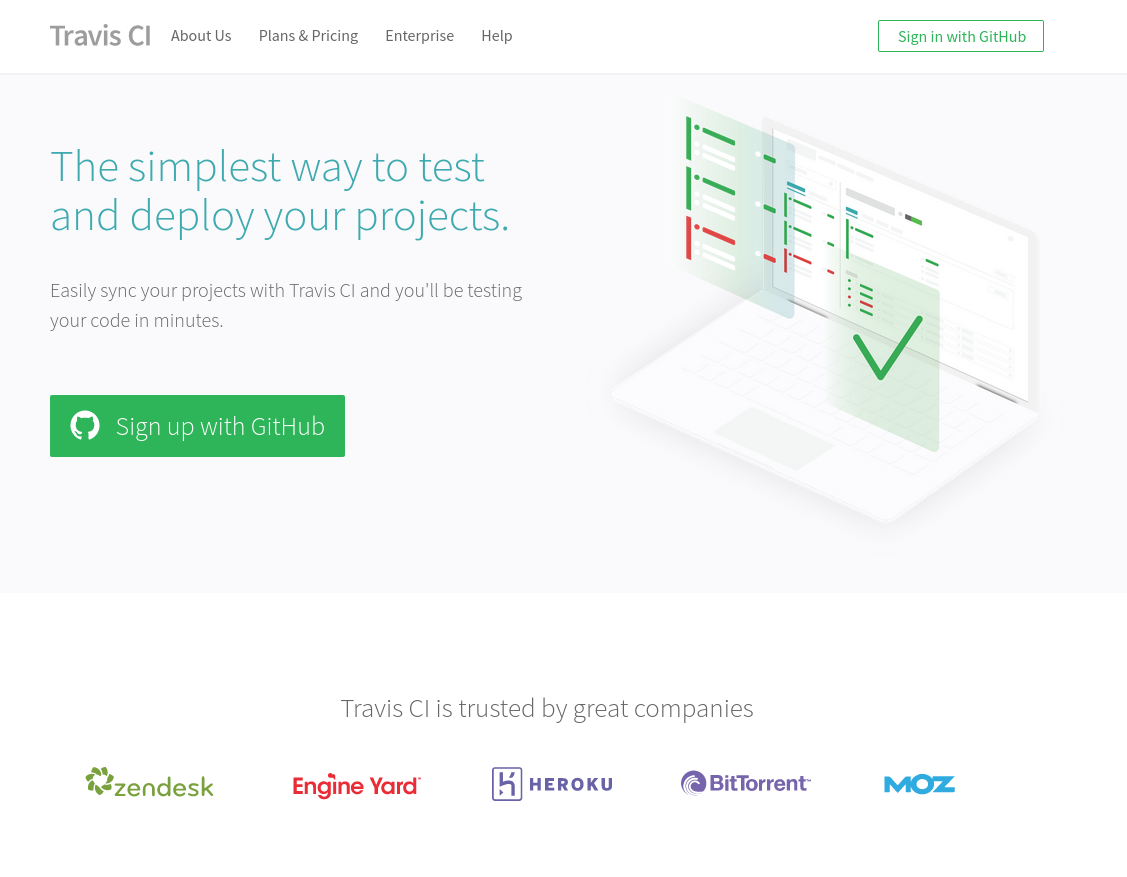 Travis CI About Us Plans & Pricing Enterprise Help Sign in with GitHub
The simplest way to test
and deploy your projects.
Easily sync your projects with Travis CI and you'll be testing
your code in minutes.
Sign up with GitHub
Travis CI is trusted by great companies
zendesk Engine Yard™ HEROKU BitTorrent™ MOZ